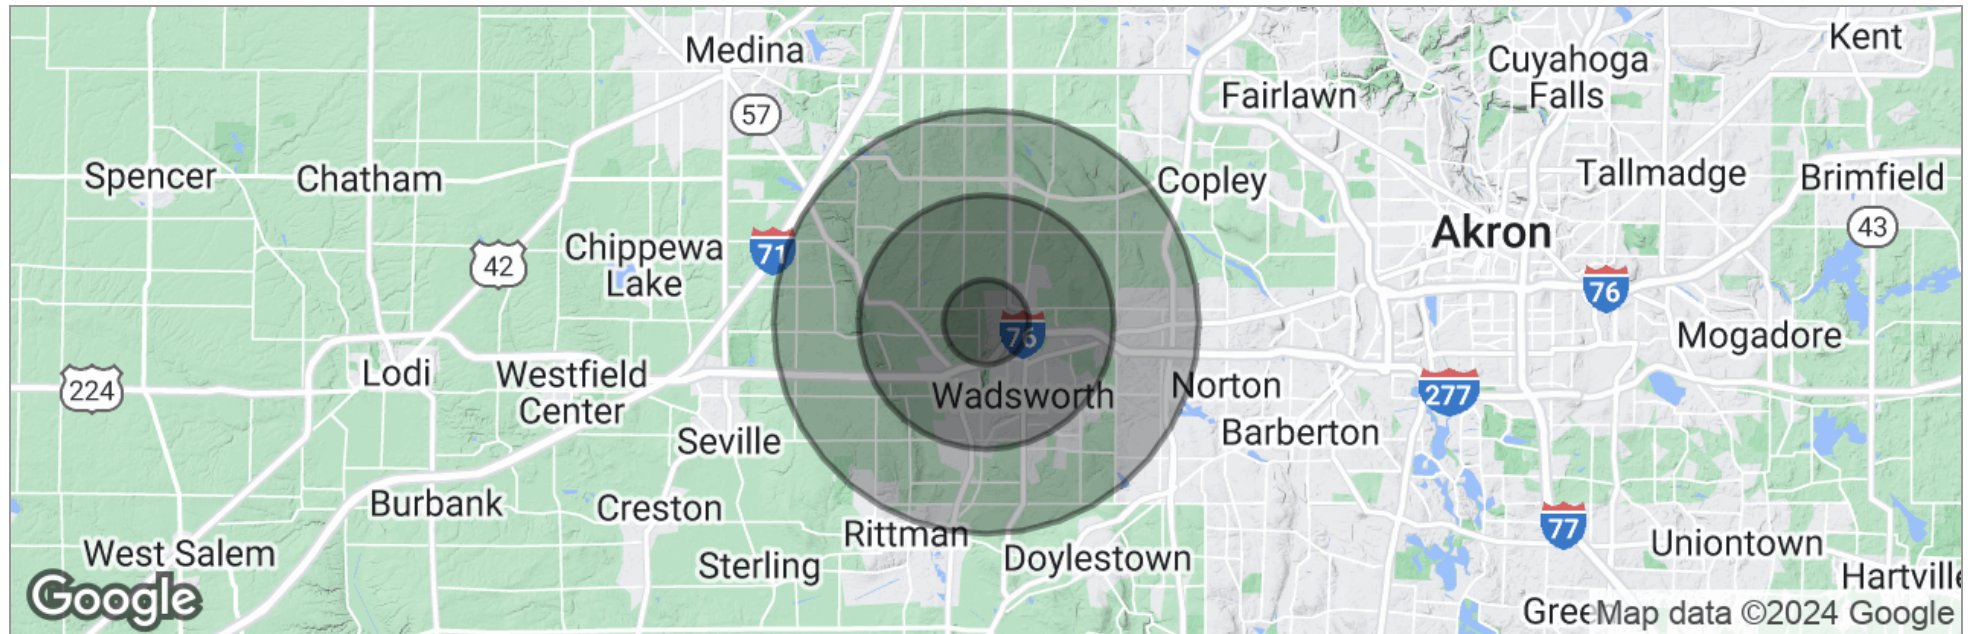 Medina
Kent
Cuyahoga
Falls
Fairlawn
57
Spencer
Chatham
Copley
Tallmadge
Brimfield
43
Akron
Chippewa
Lake
71
42
76
76
Mogadore
224
Lodi
Westfield
Center
Wadsworth
Norton
277
Barberton
Seville
Burbank
Creston
Rittman
77
Doylestown
Uniontown
West Salem
Sterling
Hartville
Google
Green
Map data ©2024 Google